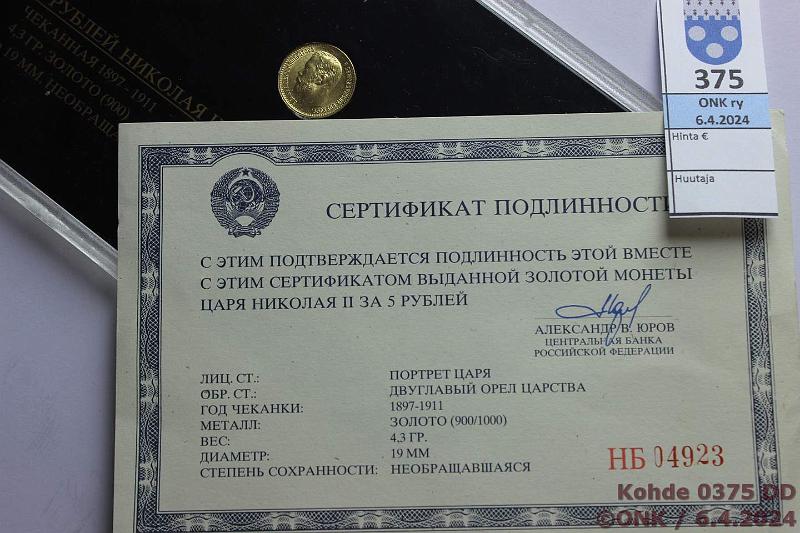 РУБЛЕЙ НИКОЛАЯ
ЧЕКАННАЯ 1897 - 1911
4,3 ГР. ЗОЛОТО (900)
19 ММ. НЕОБРАЩ
375
ONK ry
6.4.2024
Hinta €
Huutaja
СЕРТИФИКАТ ПОДЛИННОСТИ
С ЭТИМ ПОДТВЕРЖДАЕТСЯ ПОДЛИННОСТЬ ЭТОЙ ВМЕСТЕ
С ЭТИМ СЕРТИФИКАТОМ ВЫДАННОЙ ЗОЛОТОЙ МОНЕТЫ
ЦАРЯ НИКОЛАЯ II ЗА 5 РУБЛЕЙ
АЛЕКСАНДР В. ЮРОВ
ЦЕНТРАЛЬНАЯ БАНКА
РОССИЙСКОЙ ФЕДЕРАЦИИ
ЛИЦ. СТ.: ПОРТРЕТ ЦАРЯ
ОБР. СТ.: ДВУГЛАВЫЙ ОРЕЛ ЦАРСТВА
ГОД ЧЕКАНКИ: 1897-1911
МЕТАЛЛ: ЗОЛОТО (900/1000)
ВЕС: 4,3 ГР.
ДИАМЕТР: 19 ММ
СТЕПЕНЬ СОХРАННОСТИ: НЕОБРАЩАВШАЯСЯ
НБ 04923
Kohde 0375 DD
©ONK / 6.4.2024